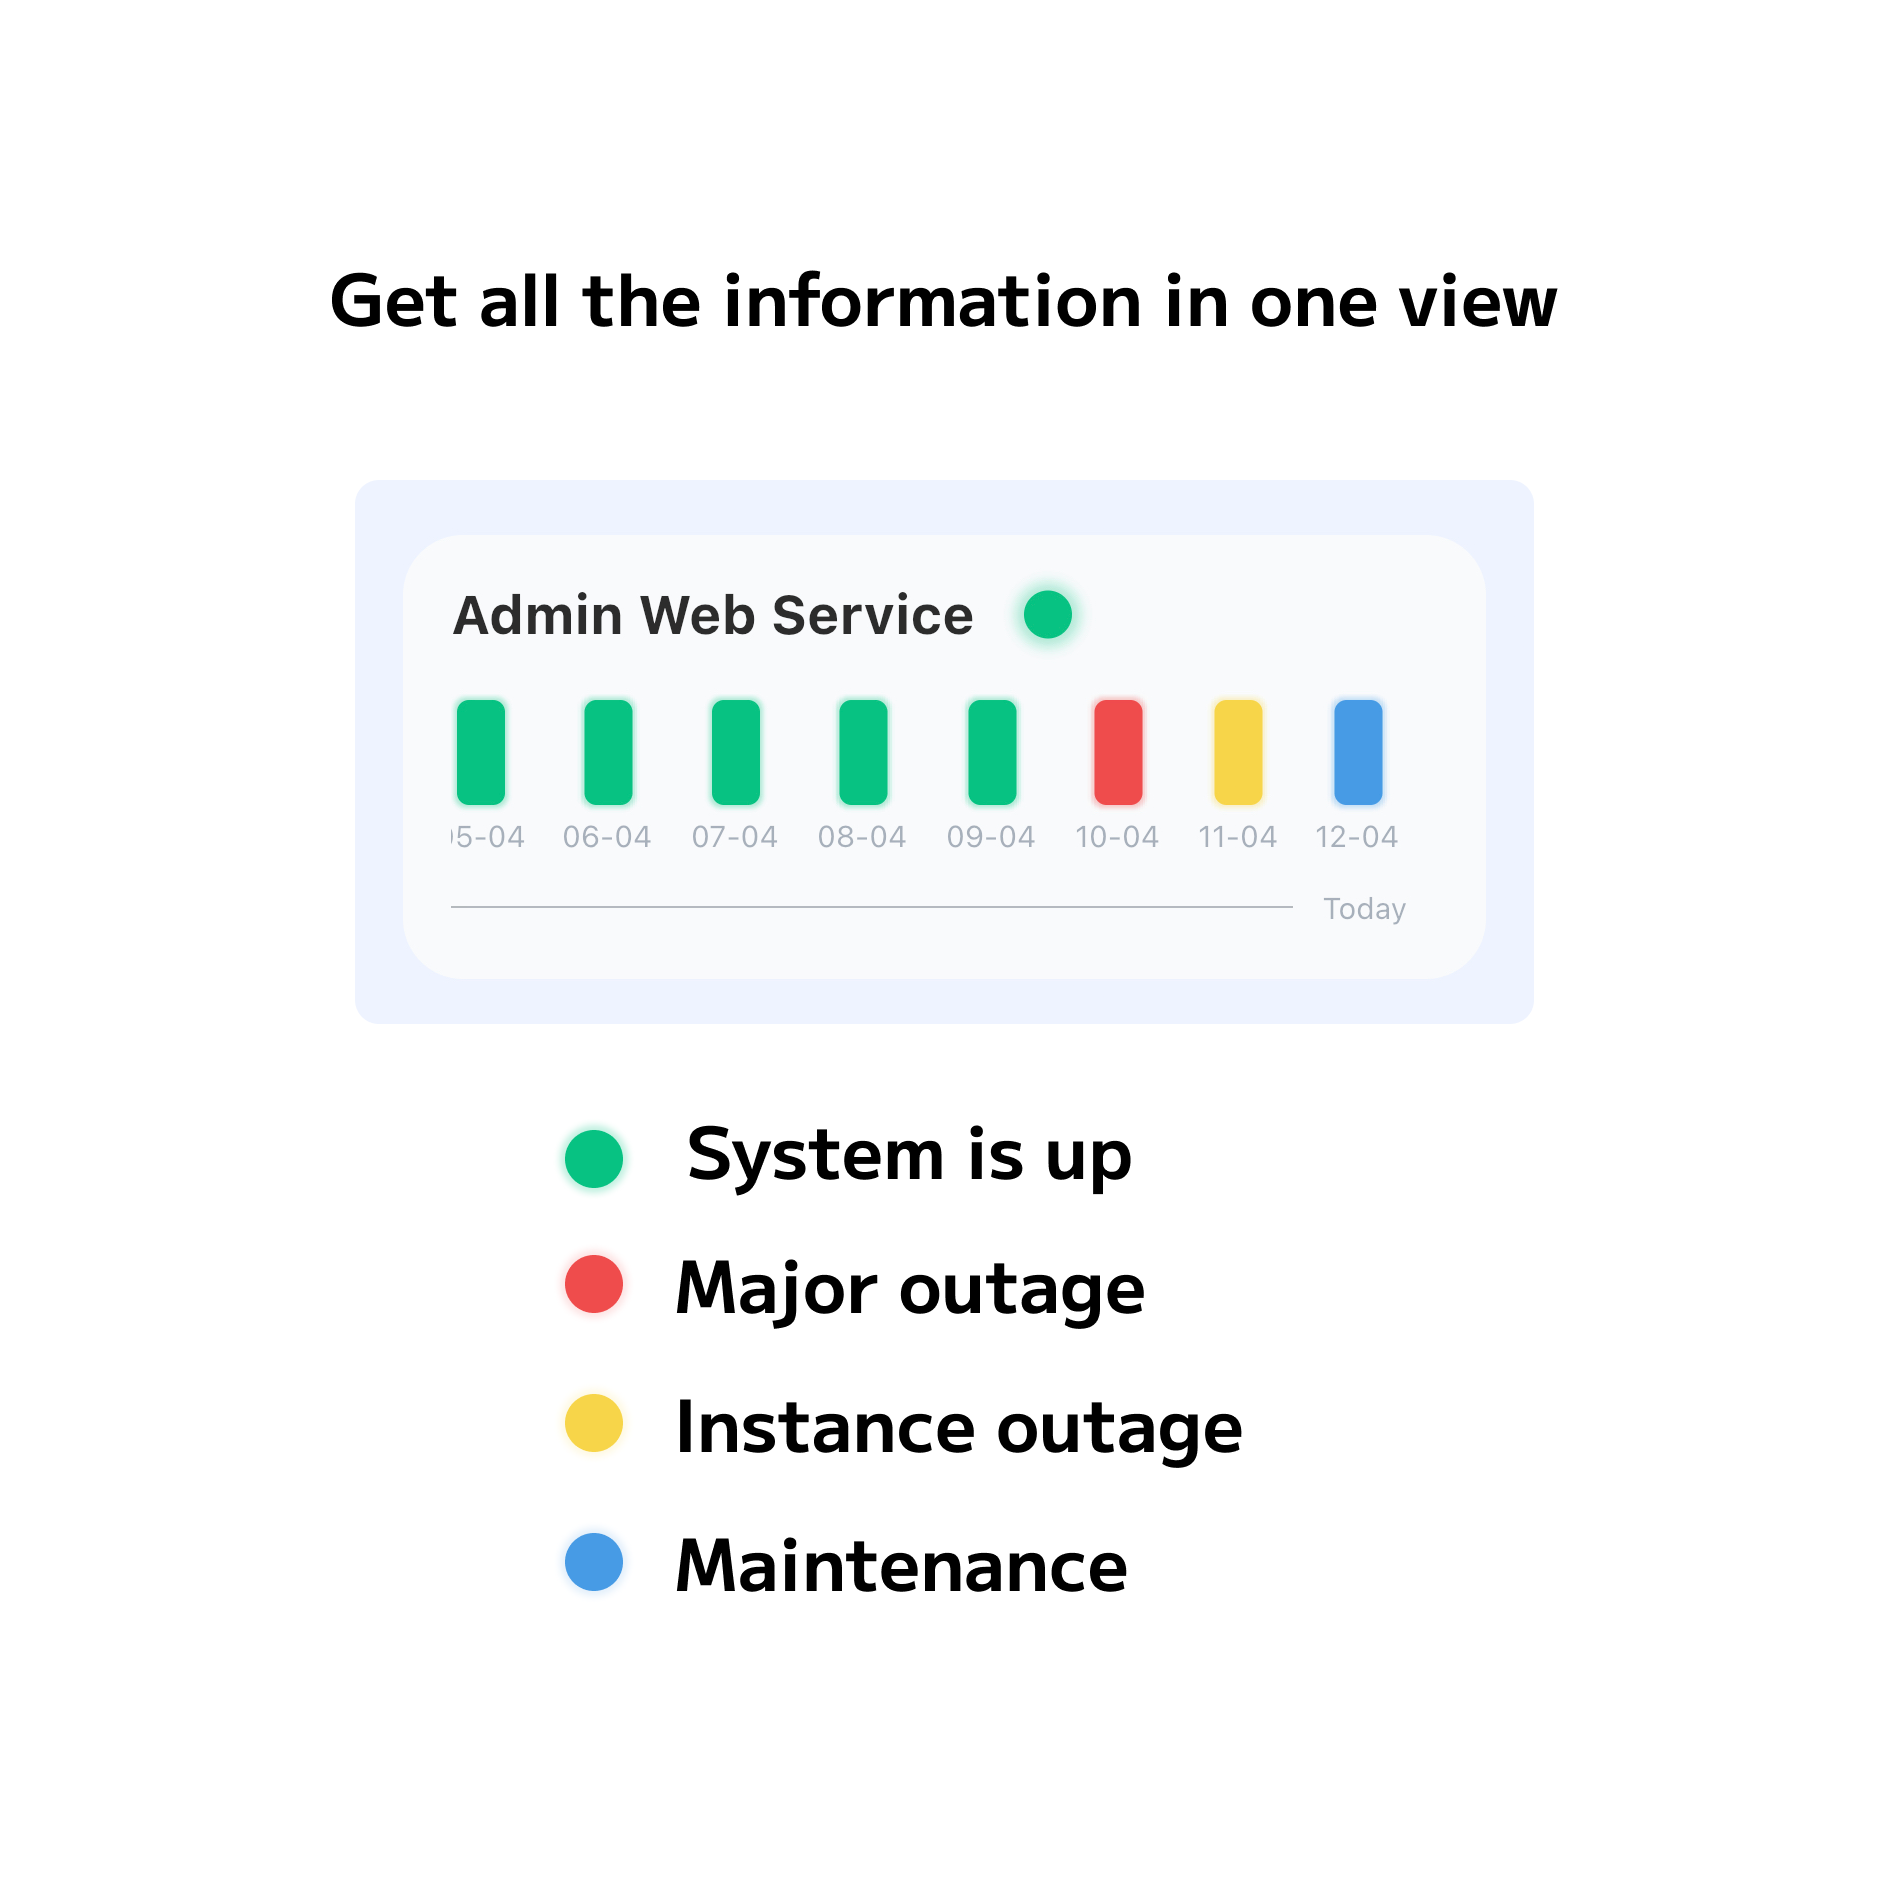 Get all the information in one view
Admin Web Service
5-04 06-04 07-04 08-04 09-04 10-04 11-04 12-04
Today
System is up
Major outage
Instance outage
Maintenance